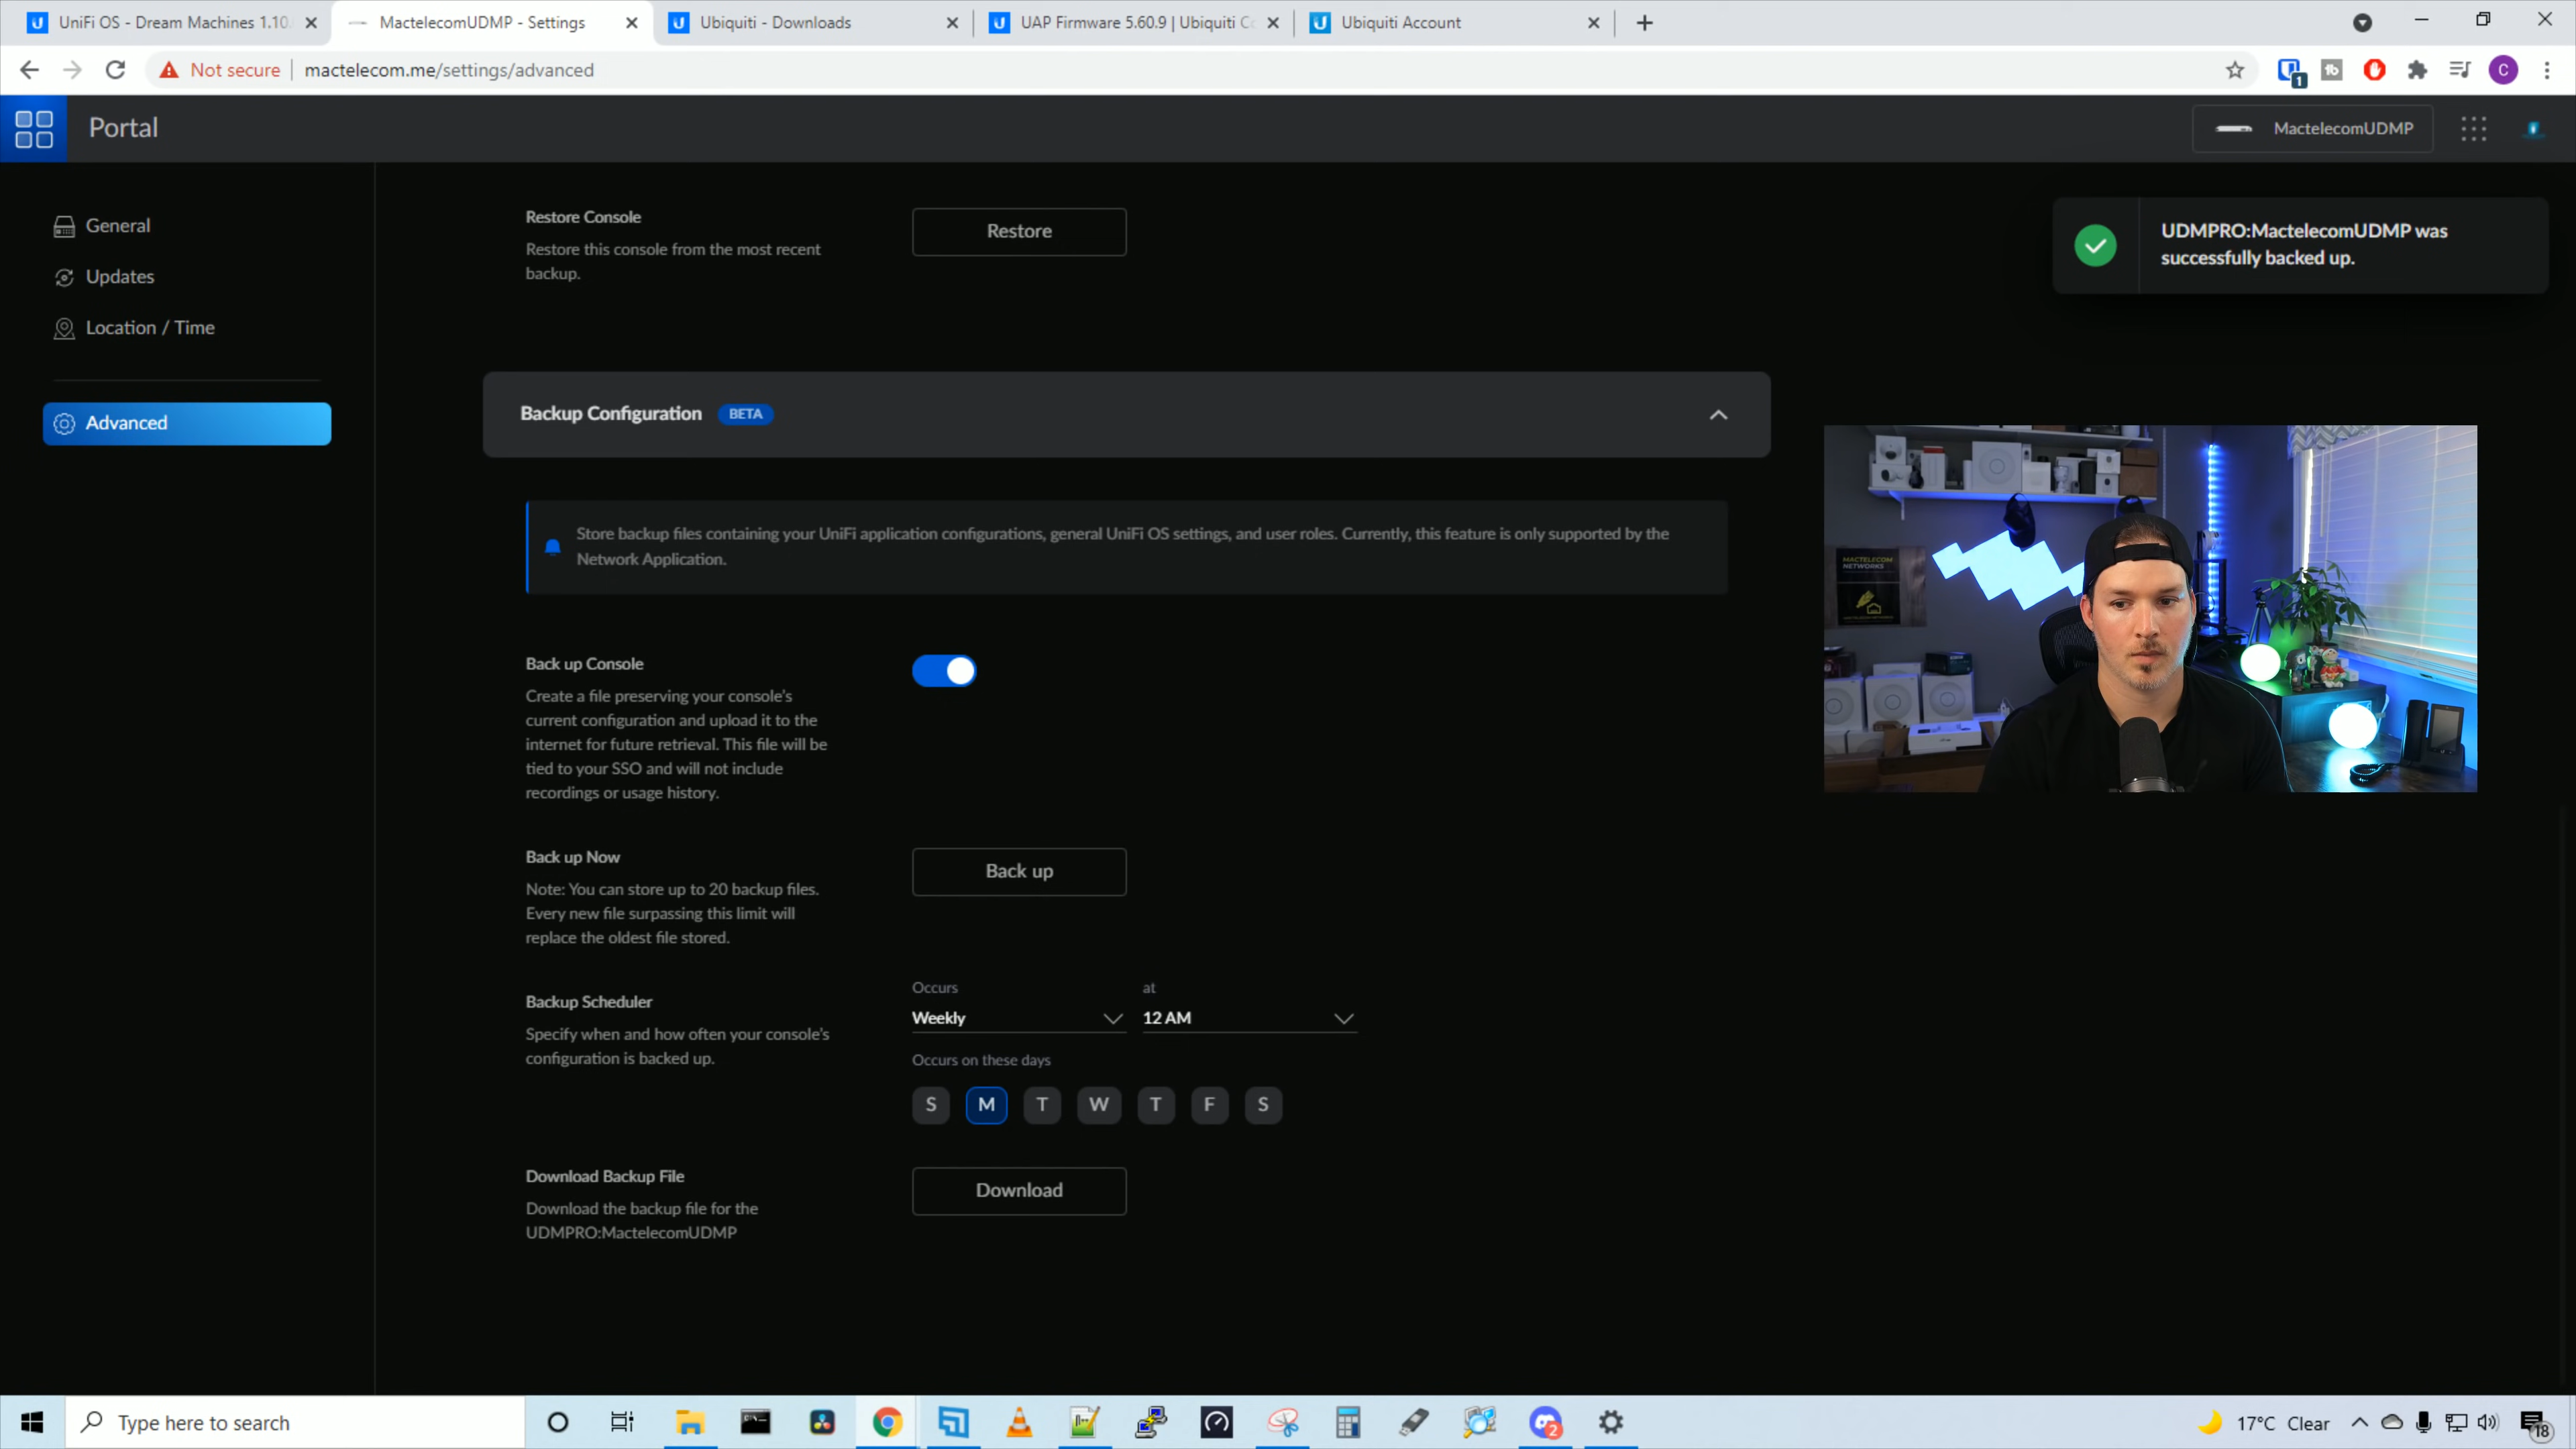 UniFi OS - Dream Machines 1.10.
MactelecomUDMP - Settings
Ubiquiti - Downloads
UAP Firmware 5.60.9 | Ubiquiti Co
Ubiquiti Account
Not secure
mactelecom.me/settings/advanced
1
C
Portal
MactelecomUDMP
General
Updates
Location / Time
Advanced
Restore Console
Restore this console from the most recent
backup.
Restore
UDMPRO:MactelecomUDMP was
successfully backed up.
Backup Configuration
BETA
Store backup files containing your UniFi application configurations, general UniFi OS settings, and user roles. Currently, this feature is only supported by the
Network Application.
MACTELECOM
NETWORKS
Back up Console
Create a file preserving your console's
current configuration and upload it to the
internet for future retrieval. This file will be
tied to your SSO and will not include
recordings or usage history.
Back up Now
Note: You can store up to 20 backup files.
Every new file surpassing this limit will
replace the oldest file stored.
Back up
Backup Scheduler
Specify when and how often your console's
configuration is backed up.
Occurs
at
Weekly
12 AM
Occurs on these days
S M T W T F S
Download Backup File
Download the backup file for the
UDMPRO:MactelecomUDMP
Download
Type here to search
2
17°C Clear
18